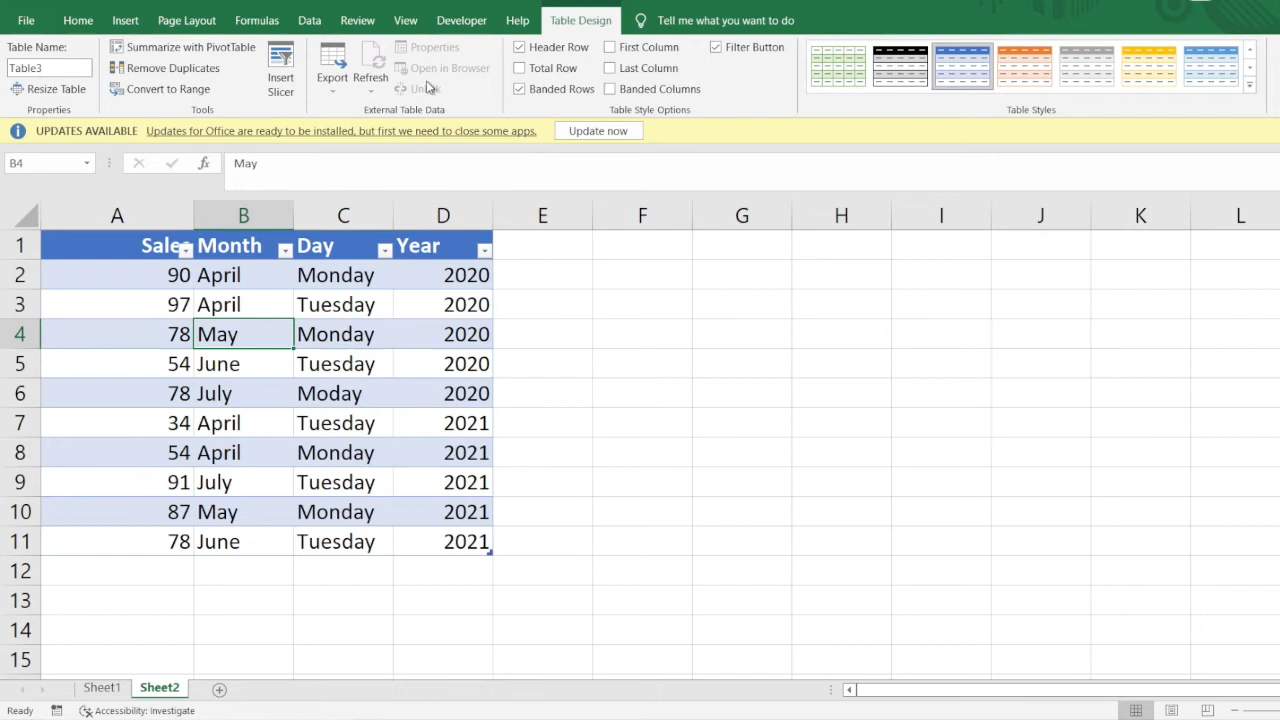 File Home Insert Page Layout Formulas Data Review View Developer Help Table Design Tell me what you want to do
Table Name: Summarize with PivotTable Properties Header Row First Column Filter Button
Table3 Remove Duplicates Insert Slicer Export Refresh Open in Browser Total Row Last Column
Resize Table Convert to Range Banded Rows Banded Columns
Properties Tools External Table Data Table Style Options Table Styles
UPDATES AVAILABLE Updates for Office are ready to be installed, but first we need to close some apps. Update now
B4 fx May
A B C D E F G H I J K L
1 Sales Month Day Year
2 90 April Monday 2020
3 97 April Tuesday 2020
4 78 May Monday 2020
5 54 June Tuesday 2020
6 78 July Moday 2020
7 34 April Tuesday 2021
8 54 April Monday 2021
9 91 July Tuesday 2021
10 87 May Monday 2021
11 78 June Tuesday 2021
12
13
14
15
Sheet1 Sheet2
Ready Accessibility: Investigate